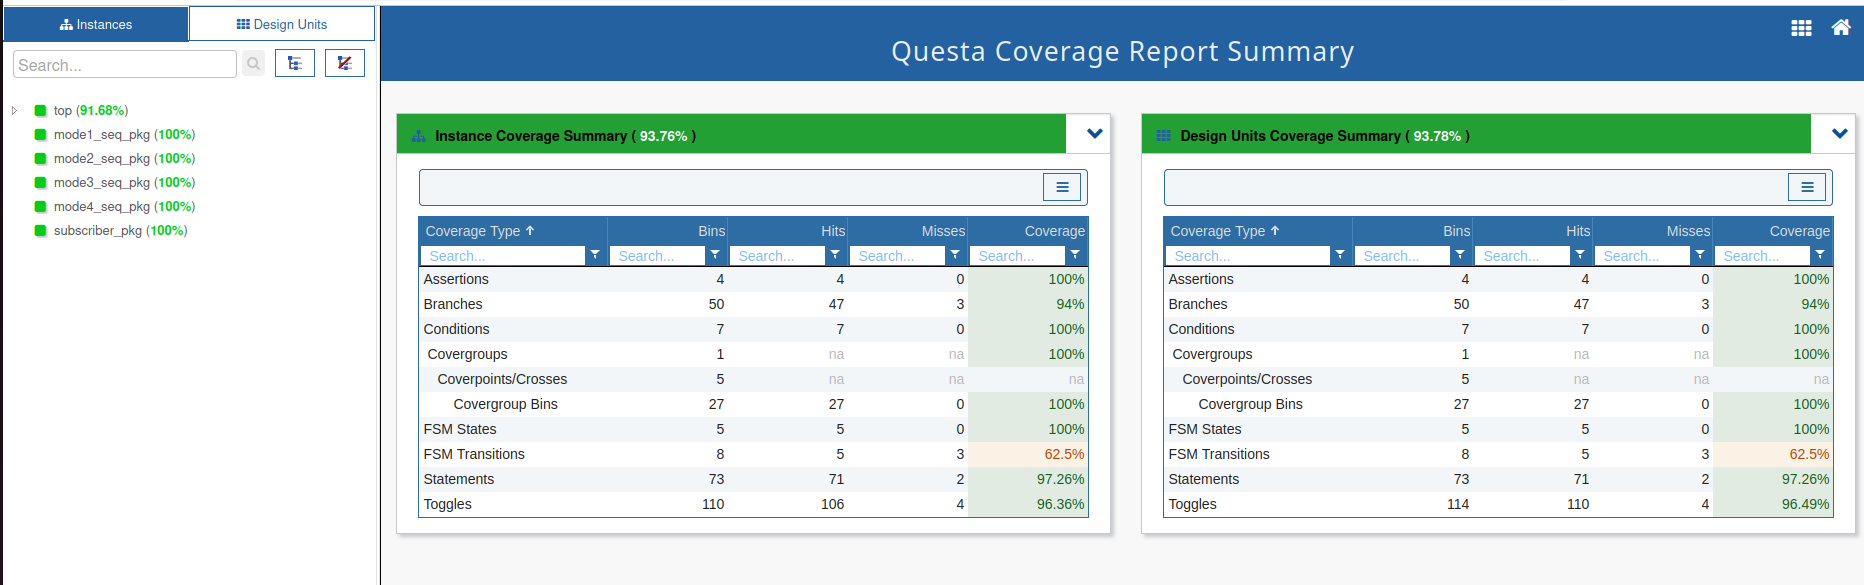 Instances
Design Units
Search...
top (91.68%)
mode1_seq_pkg (100%)
mode2_seq_pkg (100%)
mode3_seq_pkg (100%)
mode4_seq_pkg (100%)
subscriber_pkg (100%)
Questa Coverage Report Summary
Instance Coverage Summary ( 93.76% )
Coverage Type Bins Hits Misses Coverage
Search... Search... Search... Search... Search...
Assertions 4 4 0 100%
Branches 50 47 3 94%
Conditions 7 7 0 100%
Covergroups 1 na na 100%
Coverpoints/Crosses 5 na na na
Covergroup Bins 27 27 0 100%
FSM States 5 5 0 100%
FSM Transitions 8 5 3 62.5%
Statements 73 71 2 97.26%
Toggles 110 106 4 96.36%
Design Units Coverage Summary ( 93.78% )
Coverage Type Bins Hits Misses Coverage
Search... Search... Search... Search... Search...
Assertions 4 4 0 100%
Branches 50 47 3 94%
Conditions 7 7 0 100%
Covergroups 1 na na 100%
Coverpoints/Crosses 5 na na na
Covergroup Bins 27 27 0 100%
FSM States 5 5 0 100%
FSM Transitions 8 5 3 62.5%
Statements 73 71 2 97.26%
Toggles 114 110 4 96.49%